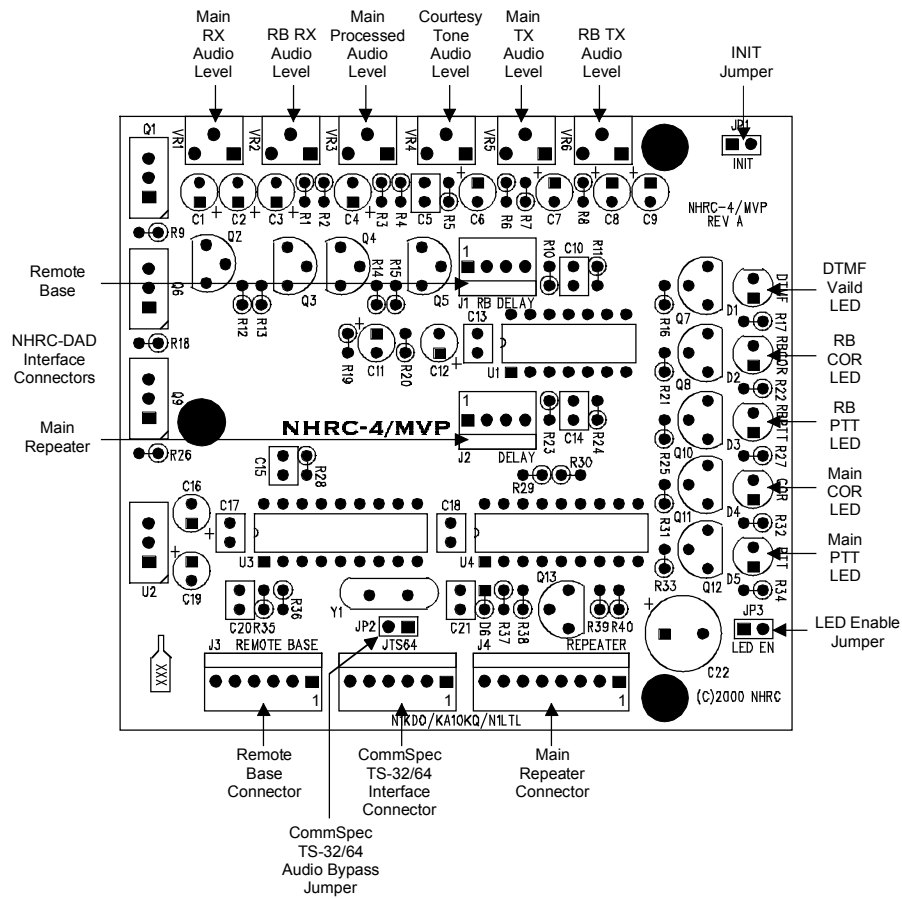 Main
RX
Audio
Level
RB RX
Audio
Level
Main
Processed
Audio
Level
Courtesy
Tone
Audio
Level
Main
TX
Audio
Level
RB TX
Audio
Level
INIT
Jumper
Q1
VR1
VR2
VR3
VR4
VR5
VR6
JP1
INIT
C1
C2
C3
R1
R2
C4
R3
R4
C5
R5
C6
R6
R7
C7
R8
C8
C9
NHRC-4/MVP
REV A
R9
Q2
Q3
Q4
Q5
1
J1 RB DELAY
R10
C10
R11
Remote
Base
Q6
R12
R13
R14
R15
R16
Q7
D1
DTMF
R17
DTMF
Vaild
LED
NHRC-DAD
Interface
Connectors
R18
R19
C11
R20
C12
C13
U1
R21
Q8
D2
RBCOR
R22
RB
COR
LED
Q9
Main
Repeater
NHRC-4/MVP
1
J2 DELAY
R23
C14
R24
R25
Q10
D3
RBPTT
R27
RB
PTT
LED
R26
C15
R28
R29
R30
Q11
D4
COR
R32
Main
COR
LED
C16
C17
U3
C18
U4
R31
Q12
D5
PTT
R34
Main
PTT
LED
U2
C19
R33
C20
R35
R36
Y1
JP2
C21
D6
R37
R38
Q13
R39
R40
C22
JP3
LED EN
LED Enable
Jumper
XXX
J3 REMOTE BASE
1
JTS64
1
J4 REPEATER
1
(C)2000 NHRC
N1KDO/KA1OKQ/N1LTL
Remote
Base
Connector
CommSpec
TS-32/64
Interface
Connector
Main
Repeater
Connector
CommSpec
TS-32/64
Audio Bypass
Jumper